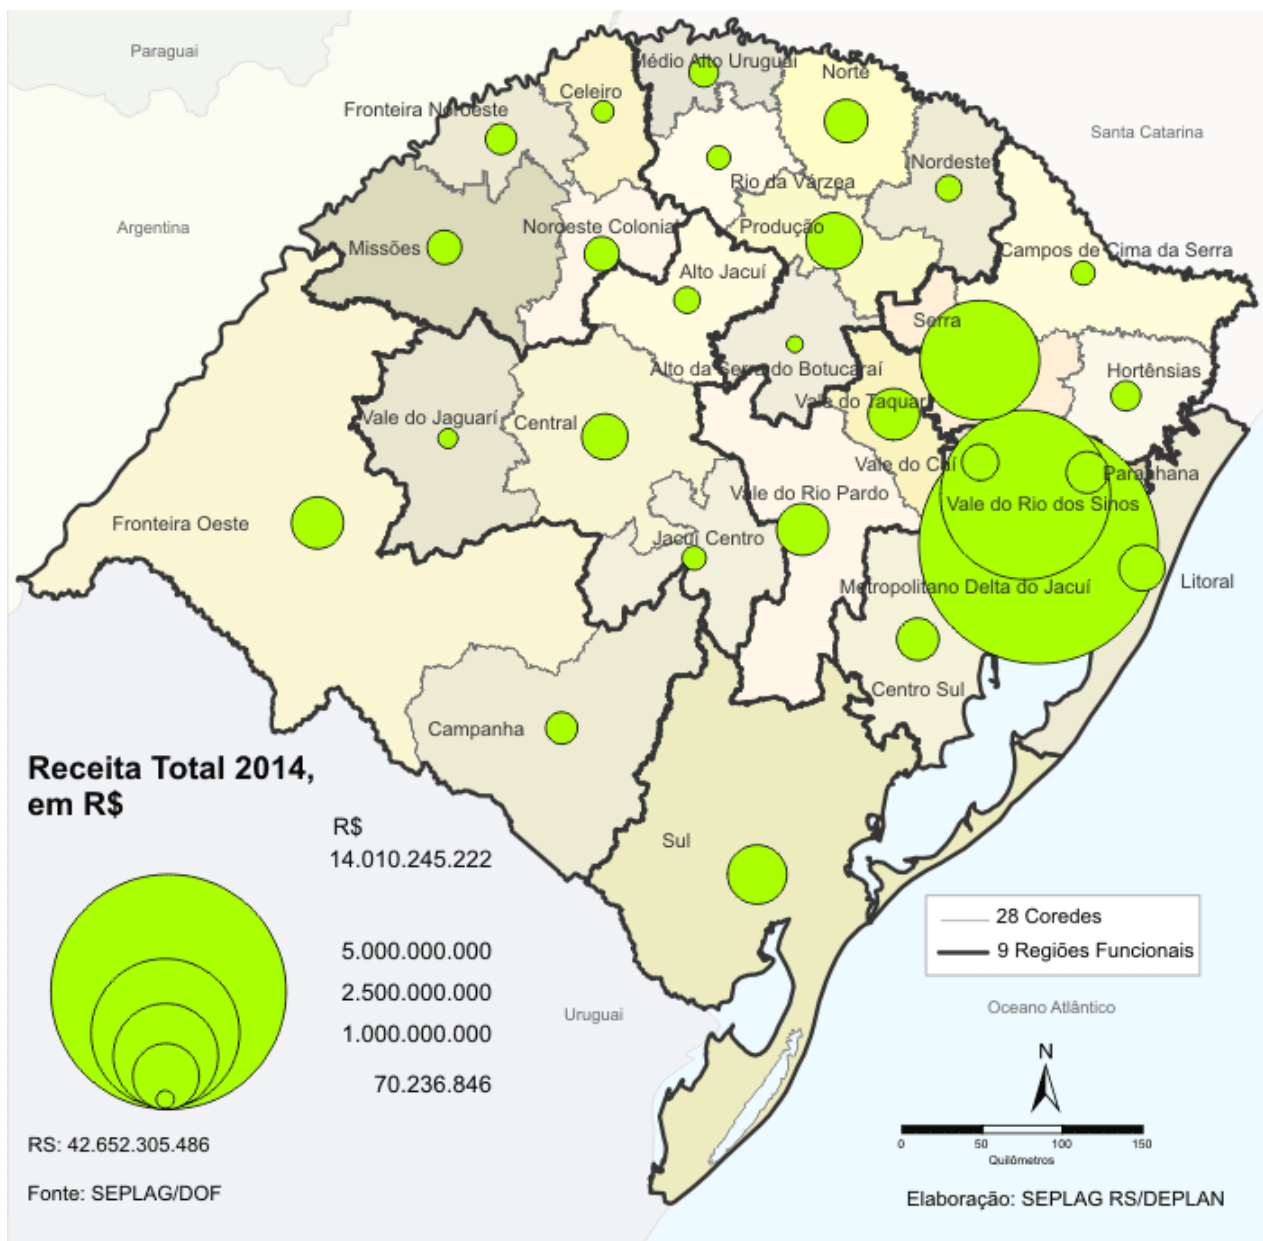 Paraguai
Médio Alto Uruguai
Norte
Celeiro
Fronteira Noroeste
Santa Catarina
Nordeste
Rio da Várzea
Argentina
Noroeste Colonial
Produção
Missões
Campos de Cima da Serra
Alto Jacuí
Serra
Alto da Serra do Botucaraí
Hortênsias
Vale do Taquari
Vale do Jaguarí
Central
Vale do Caí
Paranhana
Vale do Rio Pardo
Vale do Rio dos Sinos
Fronteira Oeste
Jacuí Centro
Litoral
Metropolitano Delta do Jacuí
Centro Sul
Campanha
Receita Total 2014,
em R$
R$
14.010.245.222
Sul
5.000.000.000
2.500.000.000
1.000.000.000
70.236.846
28 Coredes
9 Regiões Funcionais
Uruguai
Oceano Atlântico
N
0 50 100 150
Quilômetros
RS: 42.652.305.486
Fonte: SEPLAG/DOF
Elaboração: SEPLAG RS/DEPLAN